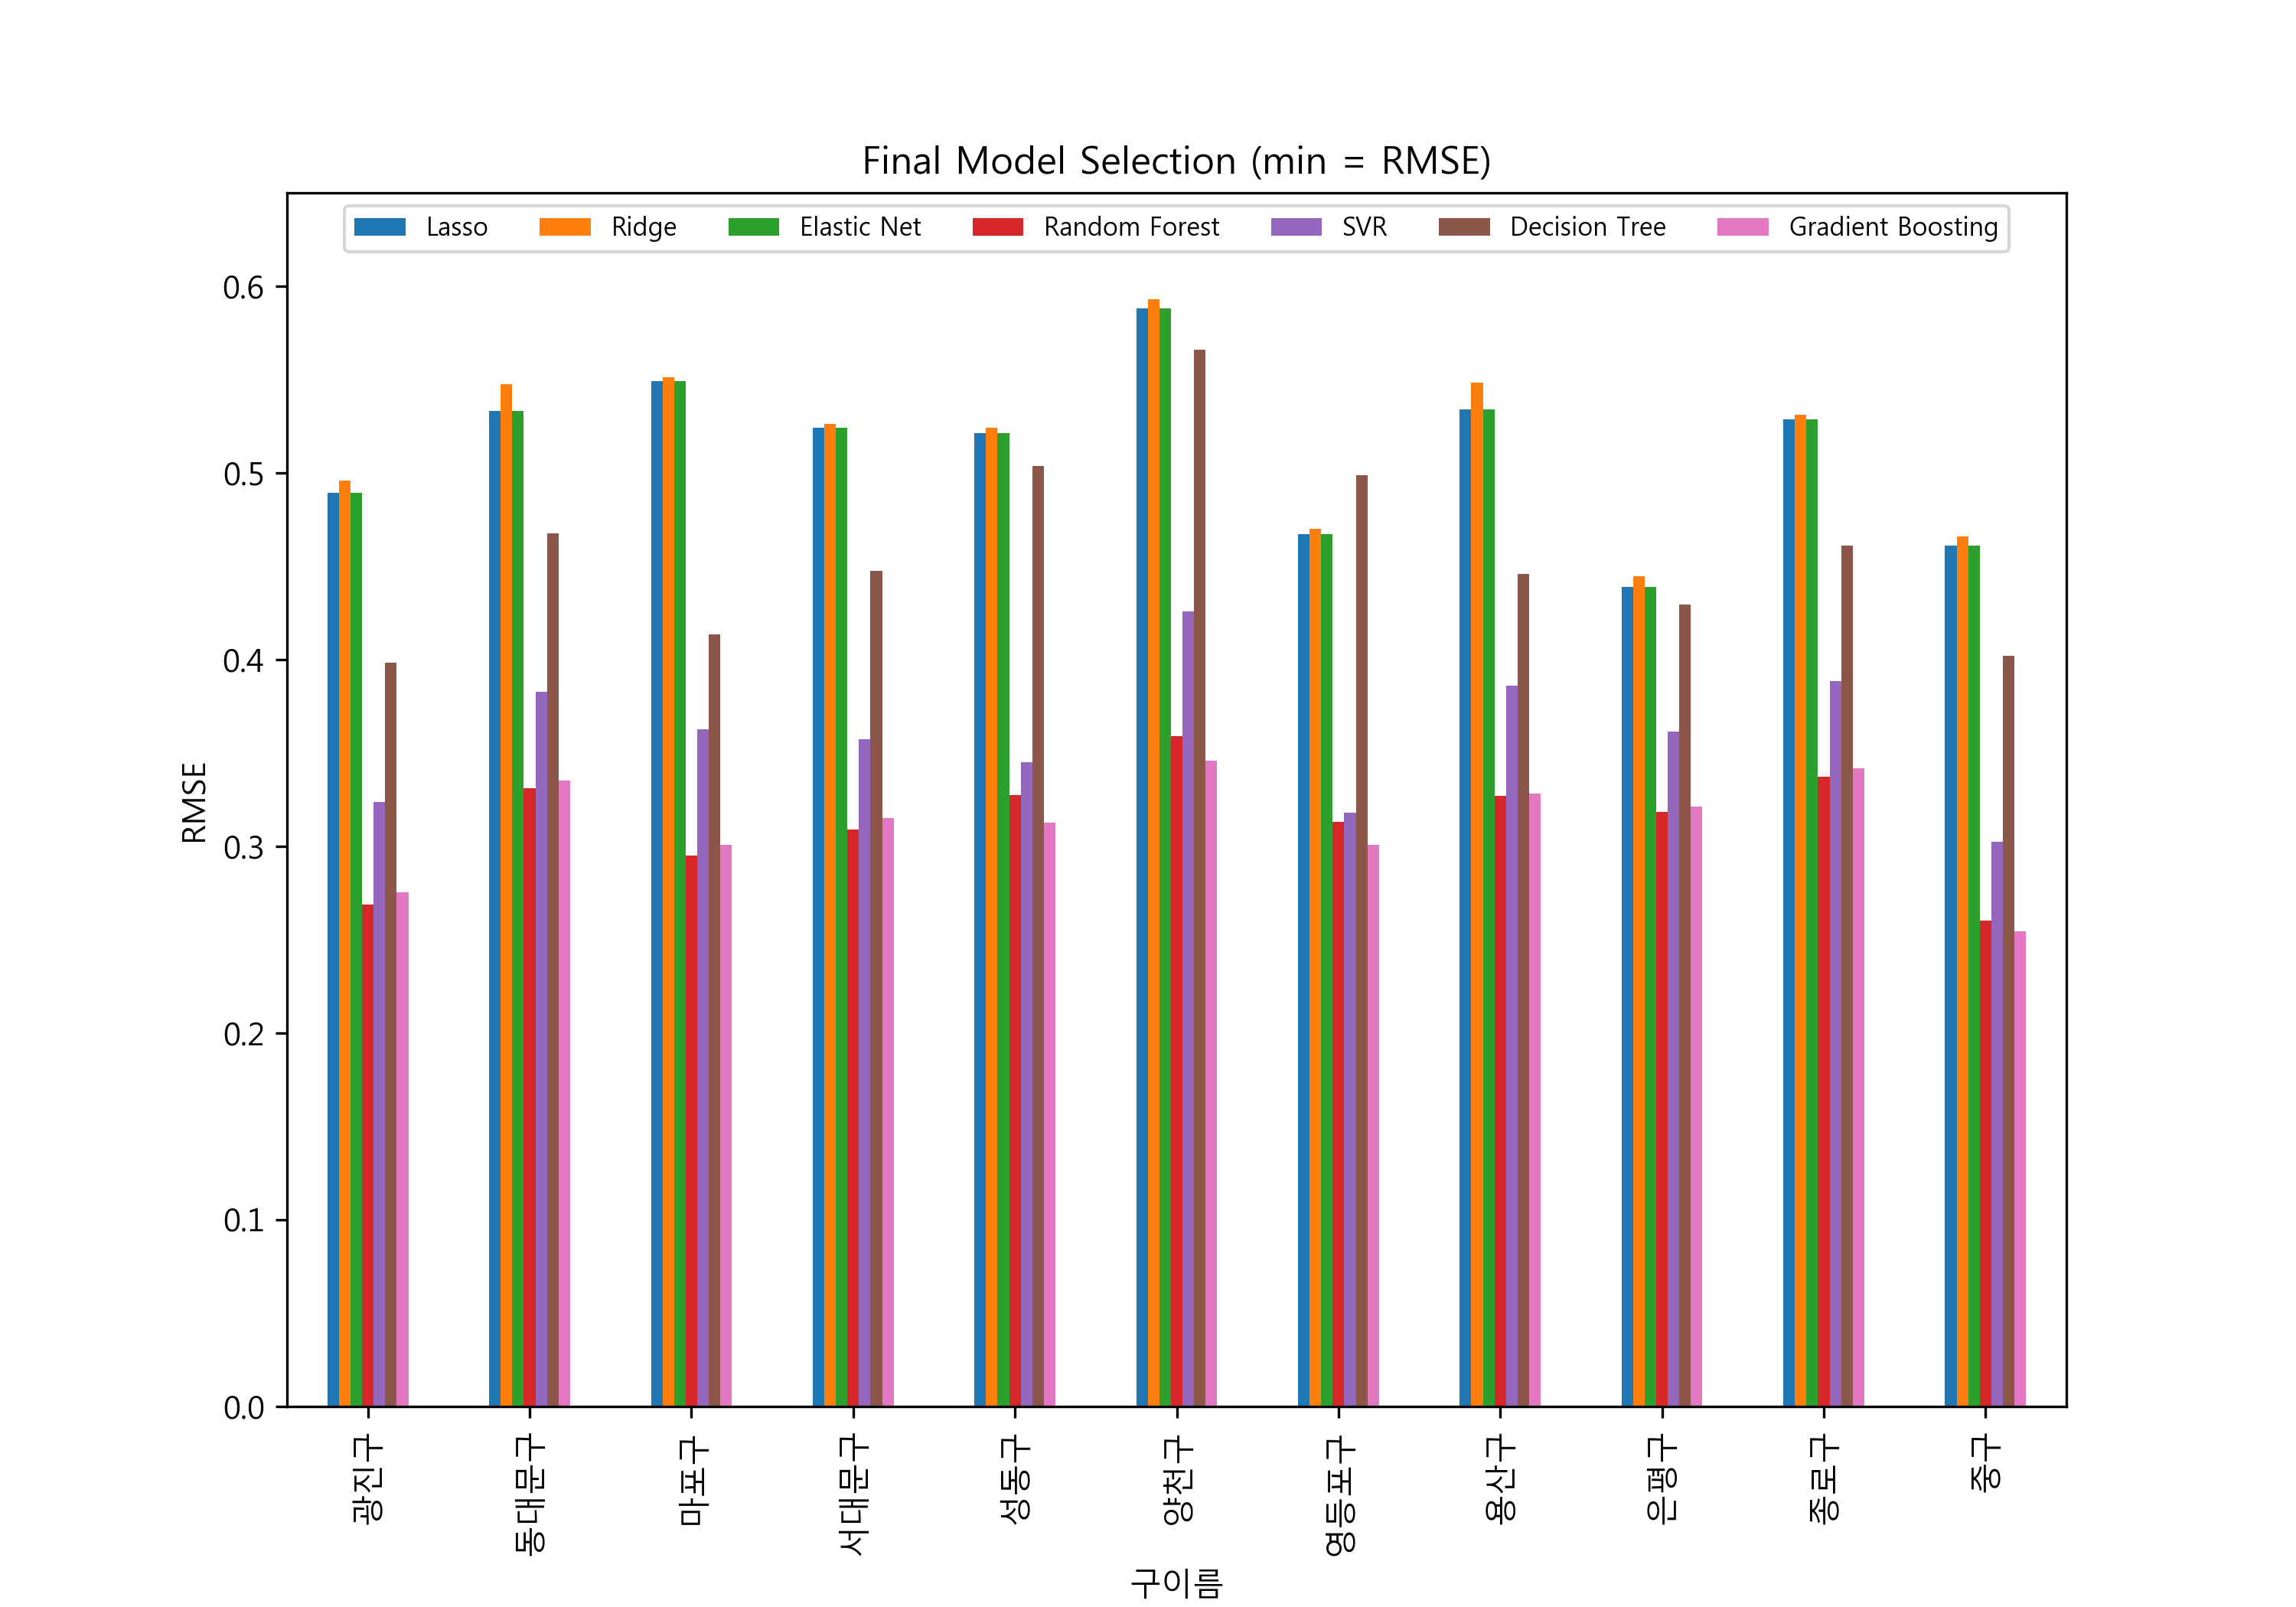 Final Model Selection (min = RMSE)
Lasso Ridge Elastic Net Random Forest SVR Decision Tree Gradient Boosting
0.6
0.5
0.4
0.3
0.2
0.1
0.0
RMSE
광진구 동대문구 마포구 서대문구 성동구 양천구 영등포구 용산구 은평구 종로구 중구
구이름